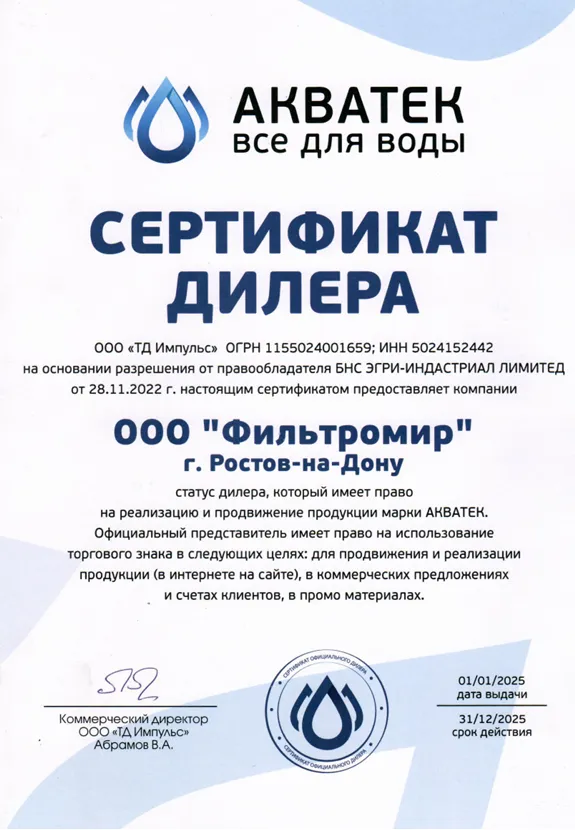 АКВАТЕК
все для воды
СЕРТИФИКАТ
ДИЛЕРА
ООО «ТД Импульс» ОГРН 1155024001659; ИНН 5024152442
на основании разрешения от правообладателя БНС ЭГРИ-ИНДАСТРИАЛ ЛИМИТЕД
от 28.11.2022 г. настоящим сертификатом предоставляет компании
ООО "Фильтромир"
г. Ростов-на-Дону
статус дилера, который имеет право
на реализацию и продвижение продукции марки АКВАТЕК.
Официальный представитель имеет право на использование
торгового знака в следующих целях: для продвижения и реализации
продукции (в интернете на сайте), в коммерческих предложениях
и счетах клиентов, в промо материалах.
Коммерческий директор
ООО «ТД Импульс»
Абрамов В.А.
СЕРТИФИКАТ ОФИЦИАЛЬНОГО ДИЛЕРА
СЕРТИФИКАТ ОФИЦИАЛЬНОГО ДИЛЕРА
01/01/2025
дата выдачи
31/12/2025
срок действия